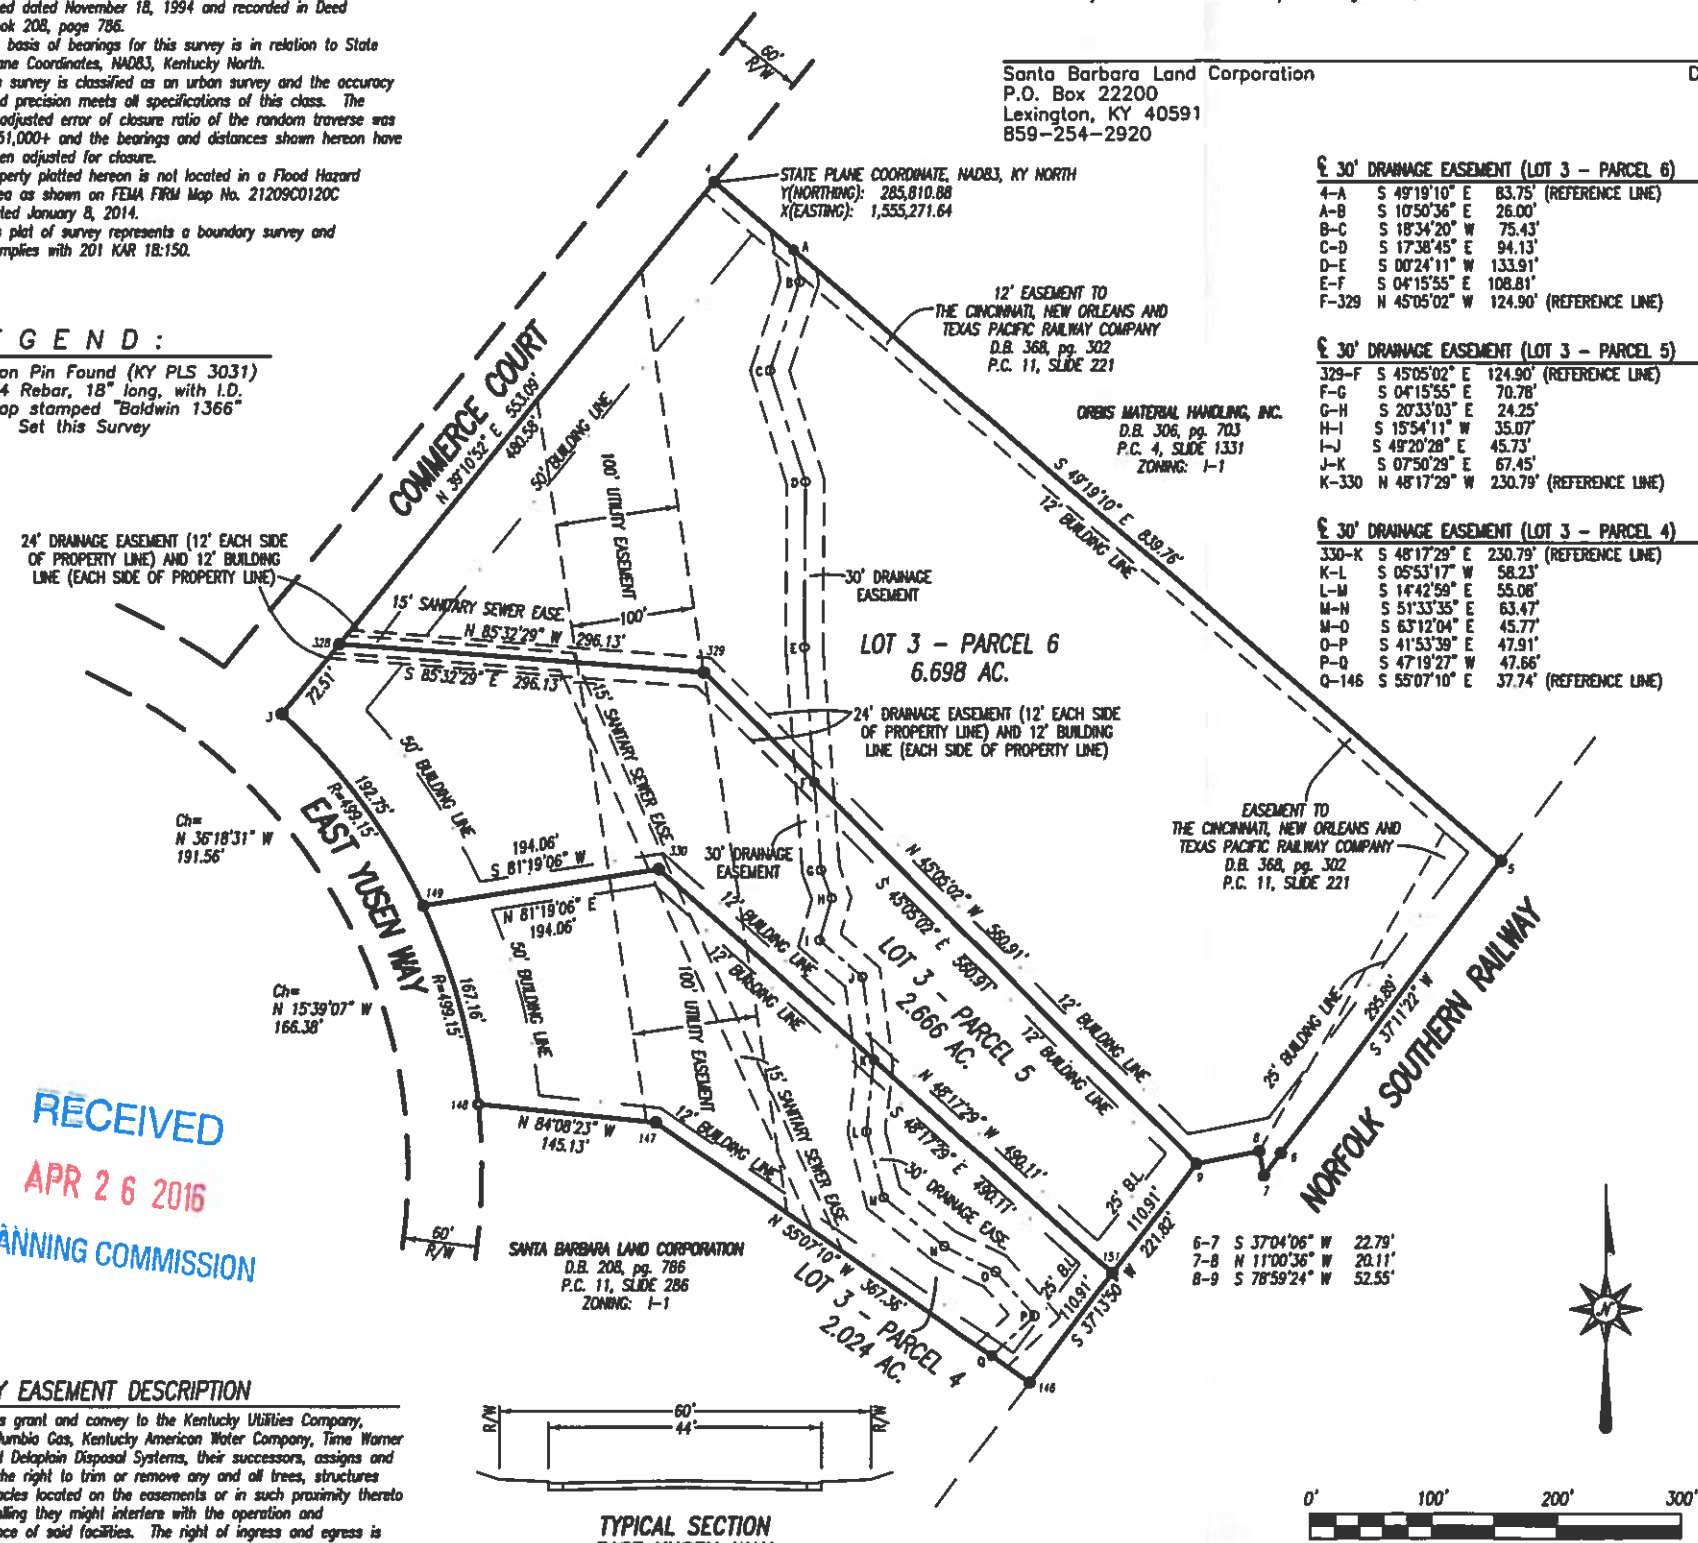 ed dated November 18, 1994 and recorded in Deed
ok 208, page 786.
basis of bearings for this survey is in relation to State
ane Coordinates, NAD83, Kentucky North.
survey is classified as an urban survey and the accuracy
d precision meets all specifications of this class. The
adjusted error of closure ratio of the random traverse was
51,000+ and the bearings and distances shown hereon have
en adjusted for closure.
perty platted hereon is not located in a Flood Hazard
ea as shown on FEMA FIRM Map No. 21209C0120C
ted January 8, 2014.
s plat of survey represents a boundary survey and
mplies with 201 KAR 18:150.
G E N D :
on Pin Found (KY PLS 3031)
4 Rebar, 18" long, with I.D.
ap stamped "Baldwin 1366"
Set this Survey
60'
R/W
Santa Barbara Land Corporation
P.O. Box 22200
Lexington, KY 40591
859-254-2920
D
4
STATE PLANE COORDINATE, NAD83, KY NORTH
Y(NORTHING): 285,810.88
X(EASTING): 1,555,271.64
℄ 30' DRAINAGE EASEMENT (LOT 3 - PARCEL 6)
4-A S 49°19'10" E 83.75' (REFERENCE LINE)
A-B S 10°50'36" E 26.00'
B-C S 18°34'20" W 75.43'
C-D S 17°38'45" E 94.13'
D-E S 00°24'11" W 133.91'
E-F S 04°15'55" E 108.81'
F-329 N 45°05'02" W 124.90' (REFERENCE LINE)
℄ 30' DRAINAGE EASEMENT (LOT 3 - PARCEL 5)
329-F S 45°05'02" E 124.90' (REFERENCE LINE)
F-G S 04°15'55" E 70.78'
G-H S 20°33'03" E 24.25'
H-I S 15°54'11" W 35.07'
I-J S 49°20'28" E 45.73'
J-K S 07°50'29" E 67.45'
K-330 N 48°17'29" W 230.79' (REFERENCE LINE)
℄ 30' DRAINAGE EASEMENT (LOT 3 - PARCEL 4)
330-K S 48°17'29" E 230.79' (REFERENCE LINE)
K-L S 05°53'17" W 58.23'
L-M S 14°42'59" E 55.08'
M-N S 51°33'35" E 63.47'
M-O S 63°12'04" E 45.77'
O-P S 41°53'39" E 47.91'
P-Q S 47°19'27" W 47.66'
Q-146 S 55°07'10" E 37.74' (REFERENCE LINE)
A
B
C
D
E
12' EASEMENT TO
THE CINCINNATI, NEW ORLEANS AND
TEXAS PACIFIC RAILWAY COMPANY
D.B. 368, pg. 302
P.C. 11, SLIDE 221
ORBIS MATERIAL HANDLING, INC.
D.B. 306, pg. 703
P.C. 4, SLIDE 1331
ZONING: I-1
S 49°19'10" E 839.76'
12' BUILDING LINE
COMMERCE COURT
N 39°10'52" E 553.09'
480.58'
50' BUILDING LINE
100' UTILITY EASEMENT
100'
24' DRAINAGE EASEMENT (12' EACH SIDE
OF PROPERTY LINE) AND 12' BUILDING
LINE (EACH SIDE OF PROPERTY LINE)
15' SANITARY SEWER EASE.
328
N 85°32'29" W 296.13'
S 85°32'29" E 296.13'
329
30' DRAINAGE
EASEMENT
LOT 3 - PARCEL 6
6.698 AC.
24' DRAINAGE EASEMENT (12' EACH SIDE
OF PROPERTY LINE) AND 12' BUILDING
LINE (EACH SIDE OF PROPERTY LINE)
3
72.51'
50' BUILDING LINE
15' SANITARY SEWER EASE.
192.75'
R=499.15'
Ch=
N 36°18'31" W
191.56'
EAST YUSEN WAY
194.06'
S 81°19'06" W
330
149
N 81°19'06" E
194.06'
30' DRAINAGE
EASEMENT
F
G
H
I
J
EASEMENT TO
THE CINCINNATI, NEW ORLEANS AND
TEXAS PACIFIC RAILWAY COMPANY
D.B. 368, pg. 302
P.C. 11, SLIDE 221
5
N 45°05'02" W 560.91'
S 45°05'02" E 560.91'
12' BUILDING LINE
12' BUILDING LINE
LOT 3 - PARCEL 5
2.666 AC.
12' BUILDING LINE
12' BUILDING LINE
25' BUILDING LINE
295.89'
S 37°11'22" W
NORFOLK SOUTHERN RAILWAY
Ch=
N 15°39'07" W
166.38'
167.16'
R=499.15'
50' BUILDING LINE
100' UTILITY EASEMENT
15' SANITARY SEWER EASE.
K
L
M
N
O
P
Q
N 48°17'29" W 490.11'
S 48°17'29" E 490.11'
30' DRAINAGE EASE.
148
N 84°08'23" W
145.13'
147
12' BUILDING LINE
N 55°07'10" W 367.36'
25' B.L.
25' B.L.
110.91'
221.82'
110.91'
S 37°13'50" W
151
146
9
8
7
6
6-7 S 37°04'06" W 22.79'
7-8 N 11°00'36" W 20.11'
8-9 S 78°59'24" W 52.55'
LOT 3 - PARCEL 4
2.024 AC.
RECEIVED
APR 26 2016
ANNING COMMISSION
60'
R/W
SANTA BARBARA LAND CORPORATION
D.B. 208, pg. 786
P.C. 11, SLIDE 286
ZONING: I-1
N
Y EASEMENT DESCRIPTION
s grant and convey to the Kentucky Utilities Company,
lumbia Gas, Kentucky American Water Company, Time Warner
d Delaplain Disposal Systems, their successors, assigns and
he right to trim or remove any and all trees, structures
acles located on the easements or in such proximity thereto
alling they might interfere with the operation and
nce of said facilities. The right of ingress and egress is
R/W
60'
44'
R/W
TYPICAL SECTION
0' 100' 200' 300'